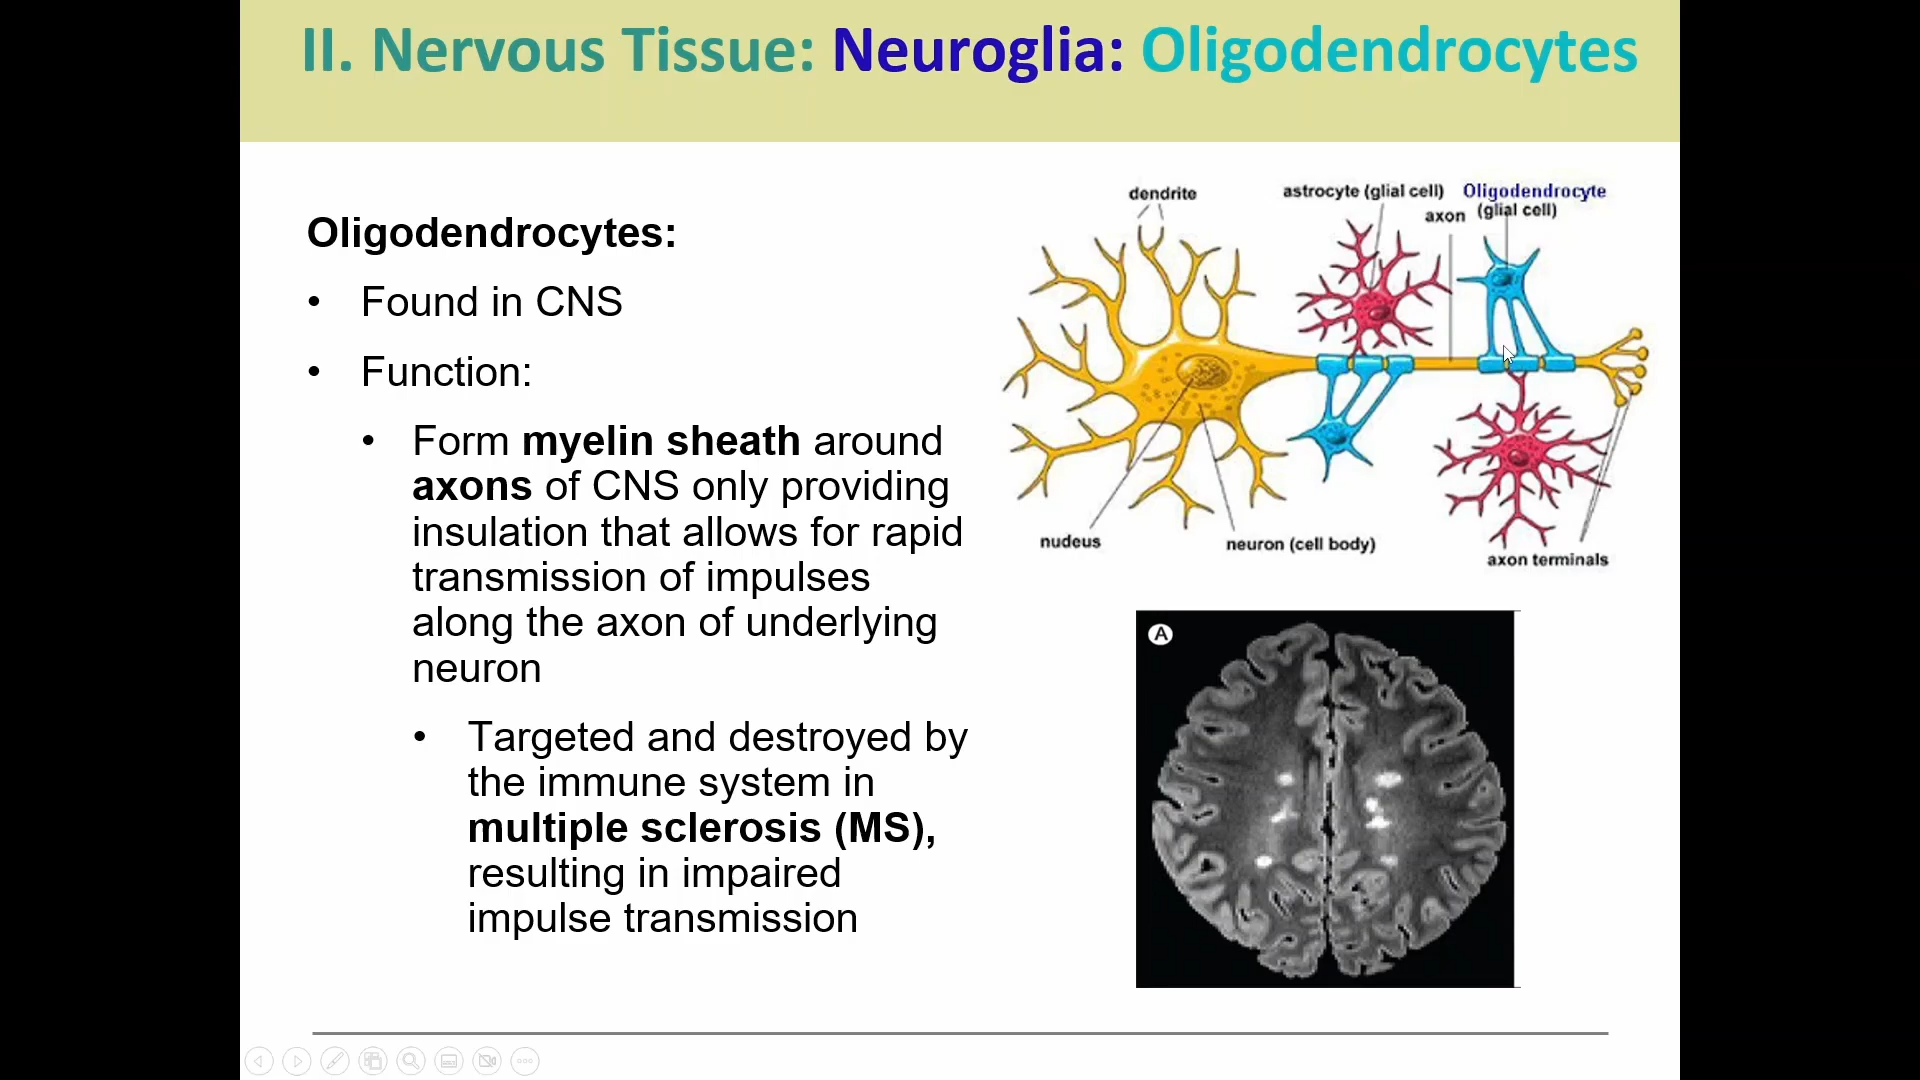 II. Nervous Tissue: Neuroglia: Oligodendrocytes
Oligodendrocytes:
• Found in CNS
• Function:
• Form myelin sheath around
axons of CNS only providing
insulation that allows for rapid
transmission of impulses
along the axon of underlying
neuron
• Targeted and destroyed by
the immune system in
multiple sclerosis (MS),
resulting in impaired
impulse transmission
dendrite
astrocyte (glial cell)
Oligodendrocyte
(glial cell)
axon
nudeus
neuron (cell body)
axon terminals
A